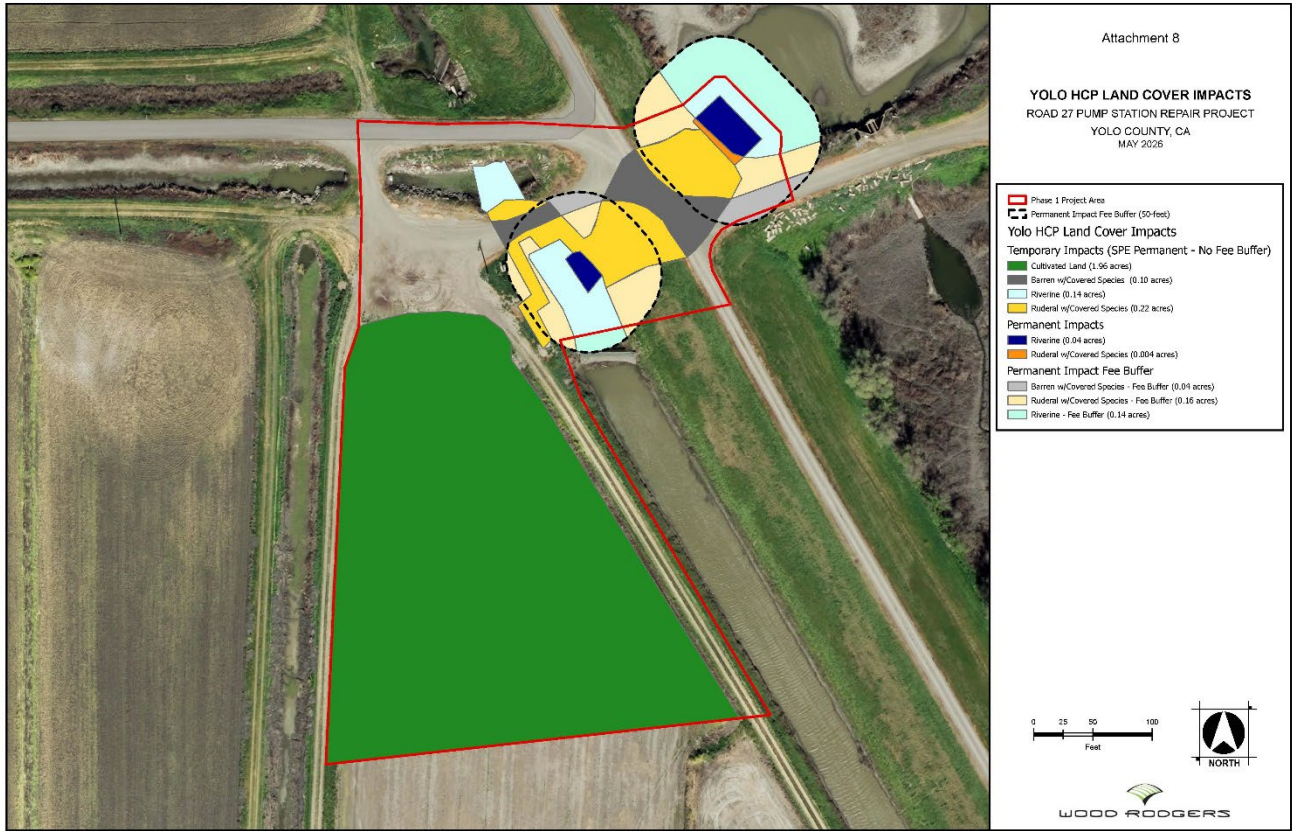 Attachment 8
YOLO HCP LAND COVER IMPACTS
ROAD 27 PUMP STATION REPAIR PROJECT
YOLO COUNTY, CA
MAY 2026
Phase 1 Project Area
Permanent Impact Fee Buffer (50-feet)
Yolo HCP Land Cover Impacts
Temporary Impacts (SPE Permanent - No Fee Buffer)
Cultivated Land (1.96 acres)
Barren w/Covered Species (0.10 acres)
Riverine (0.14 acres)
Ruderal w/Covered Species (0.22 acres)
Permanent Impacts
Riverine (0.04 acres)
Ruderal w/Covered Species (0.004 acres)
Permanent Impact Fee Buffer
Barren w/Covered Species - Fee Buffer (0.04 acres)
Ruderal w/Covered Species - Fee Buffer (0.16 acres)
Riverine - Fee Buffer (0.14 acres)
0 25 50 100
Feet
NORTH
WOOD RODGERS